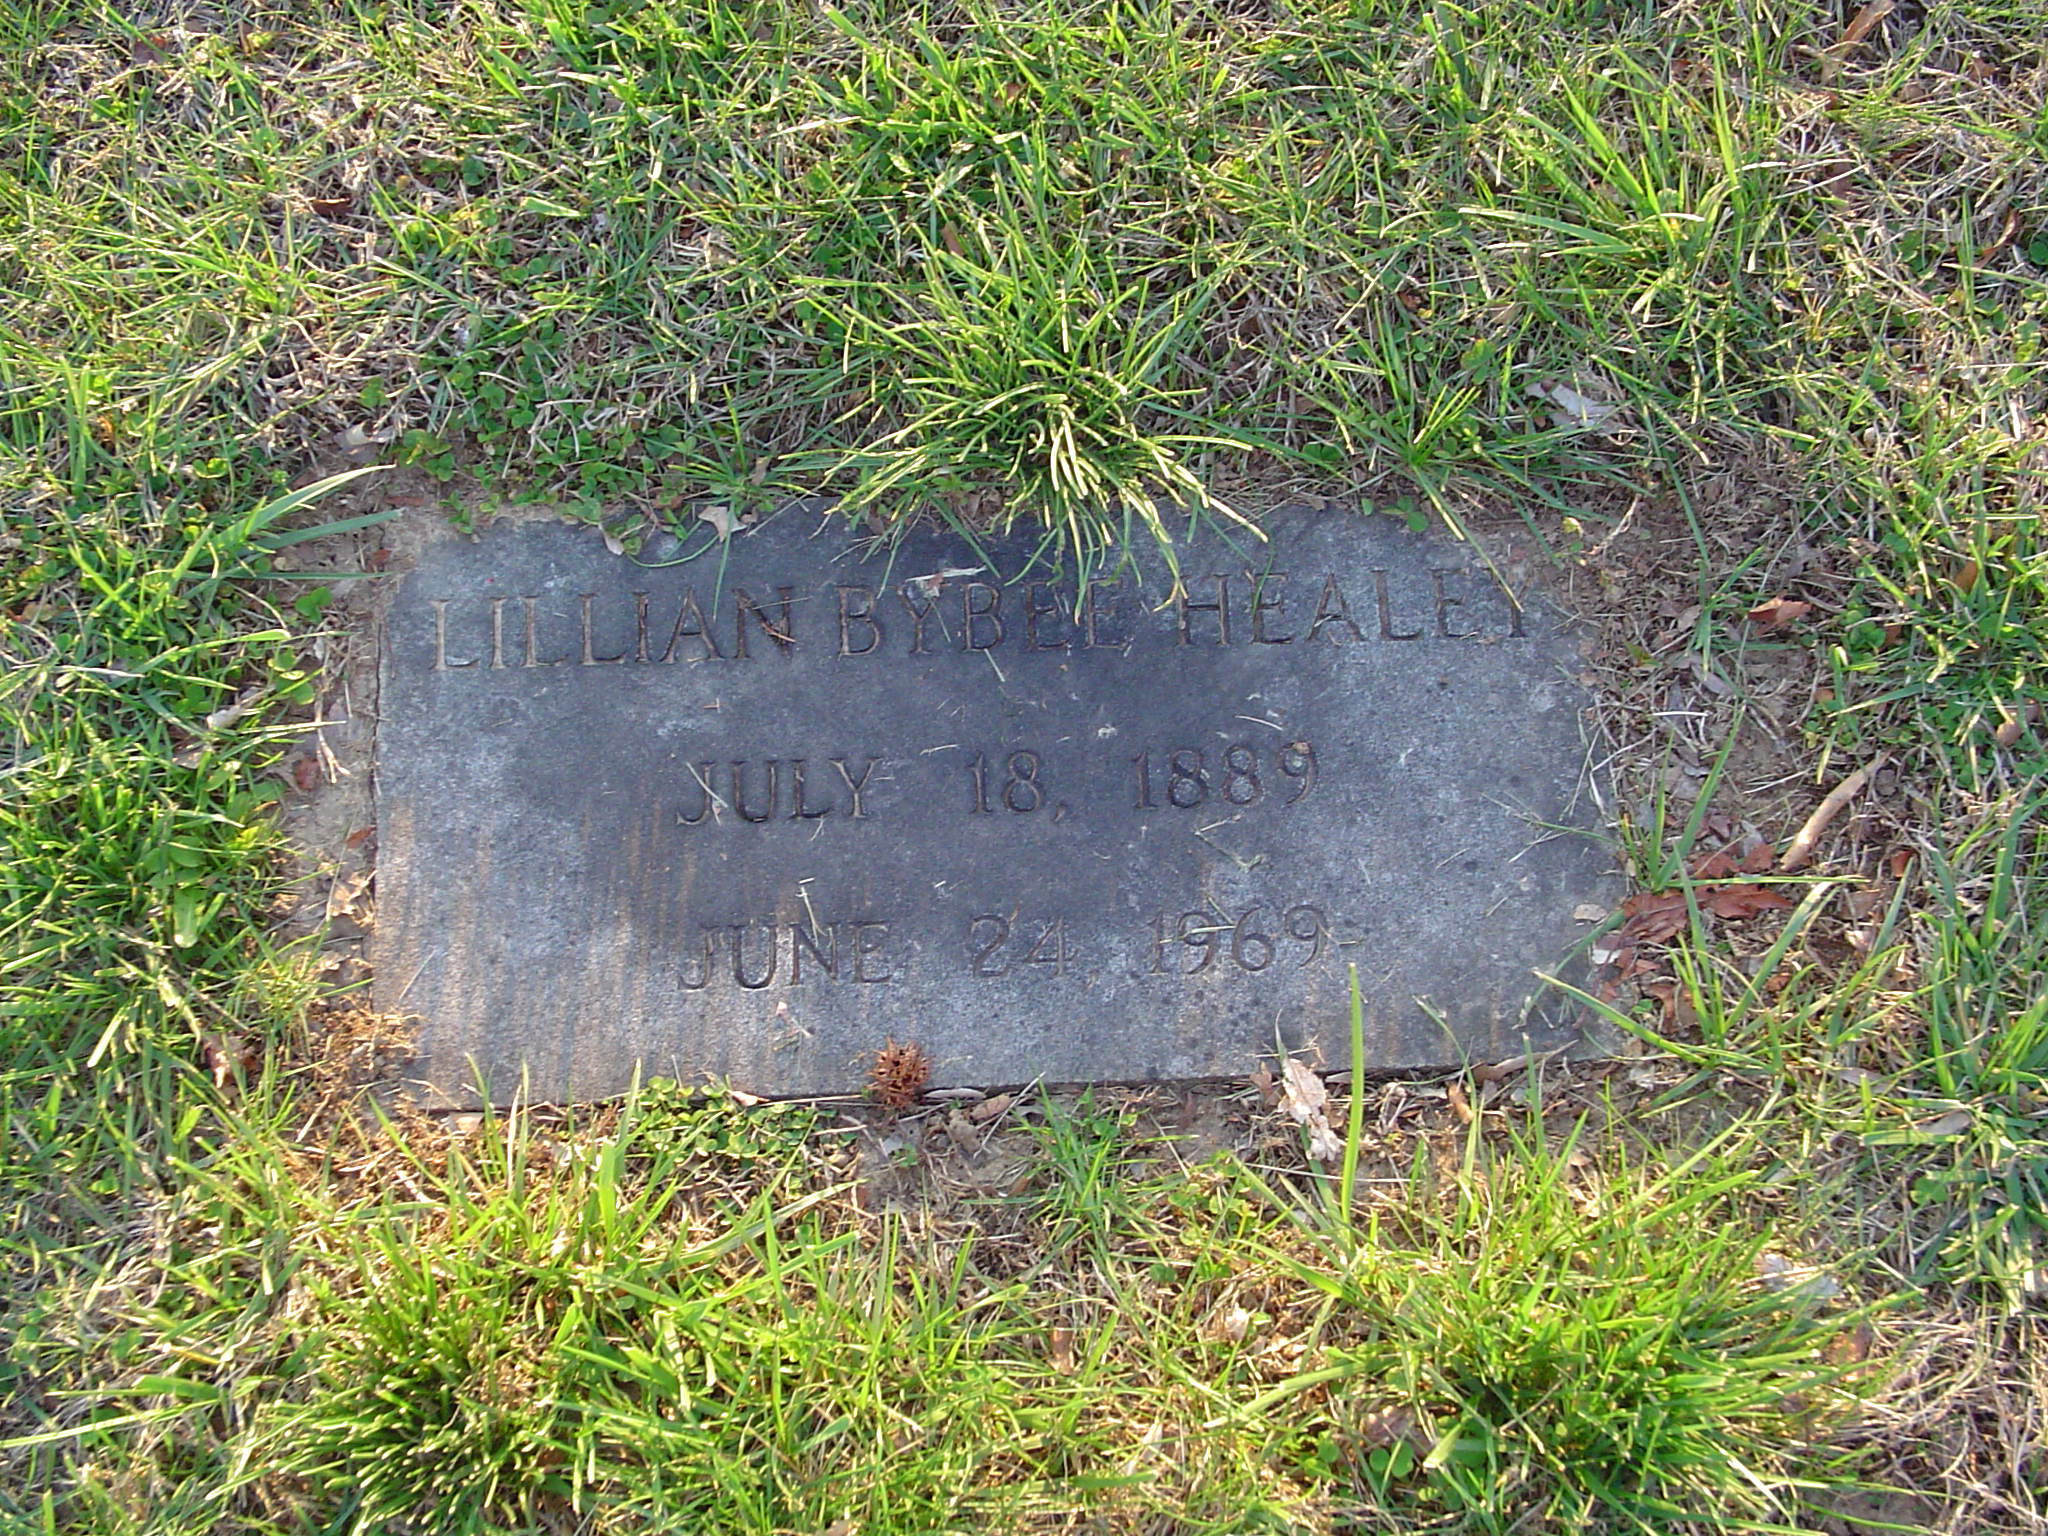 LILLIAN BYBEE HEALEY
JULY 18, 1889
JUNE 24, 1969